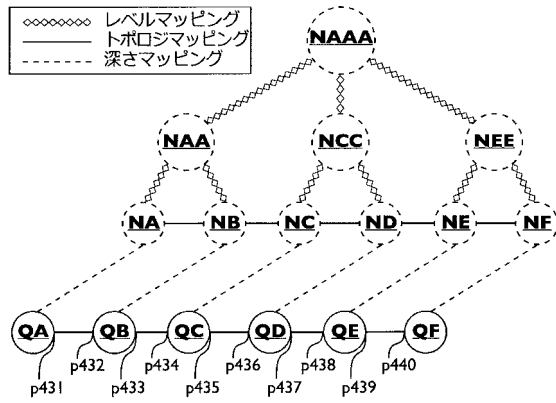 レベルマッピング
トポロジマッピング
深さマッピング
NAAA
NAA NCC NEE
NA NB NC ND NE NF
QA QB QC QD QE QF
p432 p434 p436 p438 p440
p431 p433 p435 p437 p439